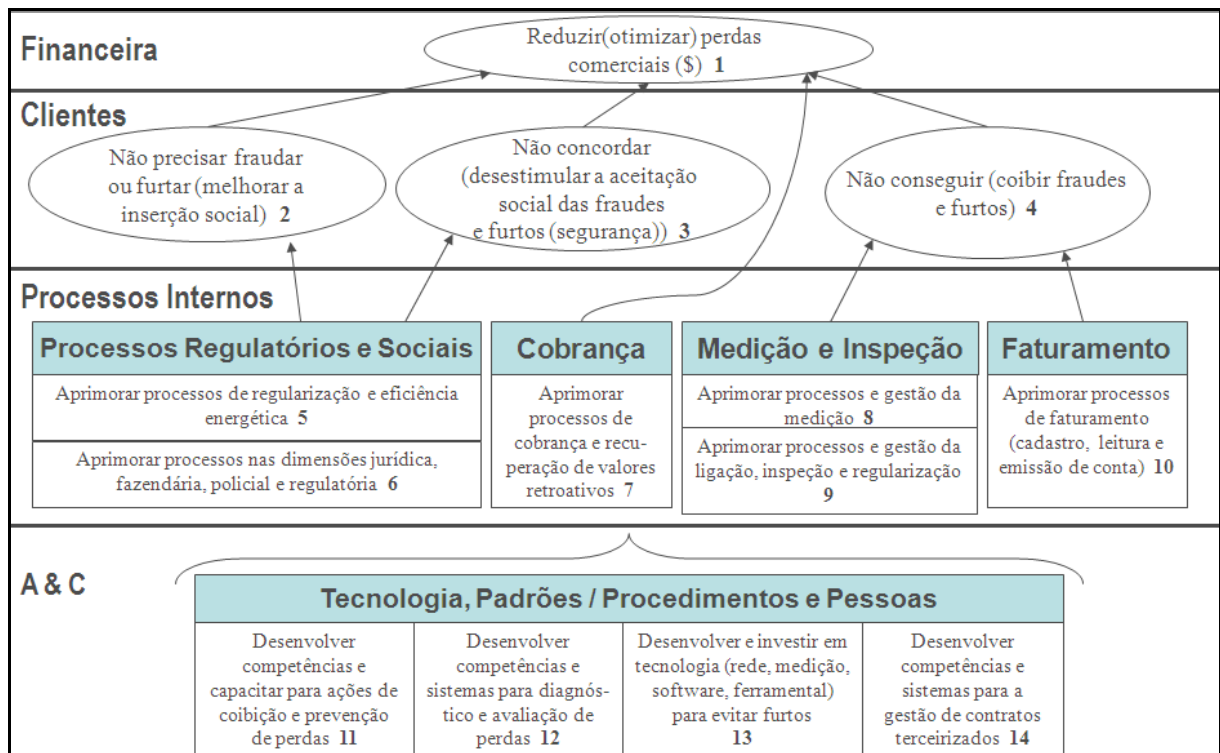 Financeira
Reduzir(otimizar) perdas
comerciais ($) 1
Clientes
Não precisar fraudar
ou furtar (melhorar a
inserção social) 2
Não concordar
(desestimular a aceitação
social das fraudes
e furtos (segurança)) 3
Não conseguir (coibir fraudes
e furtos) 4
Processos Internos
Processos Regulatórios e Sociais
Aprimorar processos de regularização e eficiência
energética 5
Aprimorar processos nas dimensões jurídica,
fazendária, policial e regulatória 6
Cobrança
Aprimorar
processos de
cobrança e recu-
peração de valores
retroativos 7
Medição e Inspeção
Aprimorar processos e gestão da
medição 8
Aprimorar processos e gestão da
ligação, inspeção e regularização
9
Faturamento
Aprimorar processos
de faturamento
(cadastro, leitura e
emissão de conta) 10
A & C
Tecnologia, Padrões / Procedimentos e Pessoas
Desenvolver
competências e
capacitar para ações de
coibição e prevenção
de perdas 11
Desenvolver
competências e
sistemas para diagnós-
tico e avaliação de
perdas 12
Desenvolver e investir em
tecnologia (rede, medição,
software, ferramental)
para evitar furtos
13
Desenvolver
competências e
sistemas para a
gestão de contratos
terceirizados 14